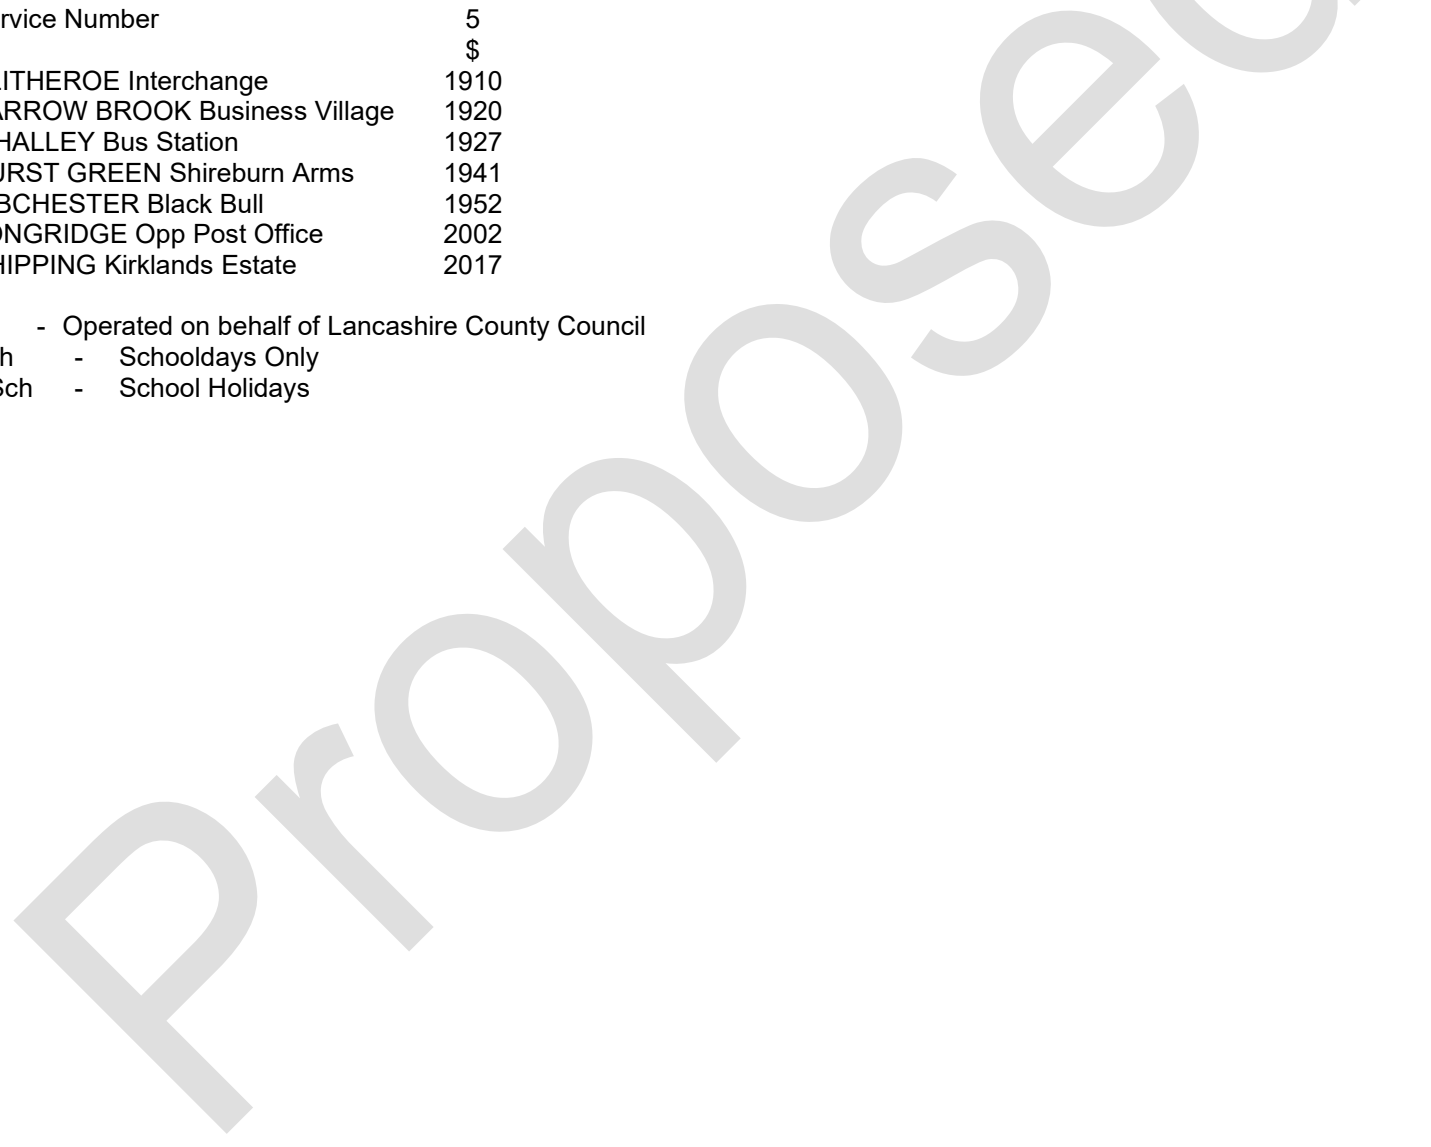 rvice Number 5
$
ITHEROE Interchange 1910
ARROW BROOK Business Village 1920
HALLEY Bus Station 1927
URST GREEN Shireburn Arms 1941
BCHESTER Black Bull 1952
ONGRIDGE Opp Post Office 2002
HIPPING Kirklands Estate 2017
- Operated on behalf of Lancashire County Council
h - Schooldays Only
Sch - School Holidays
Propose